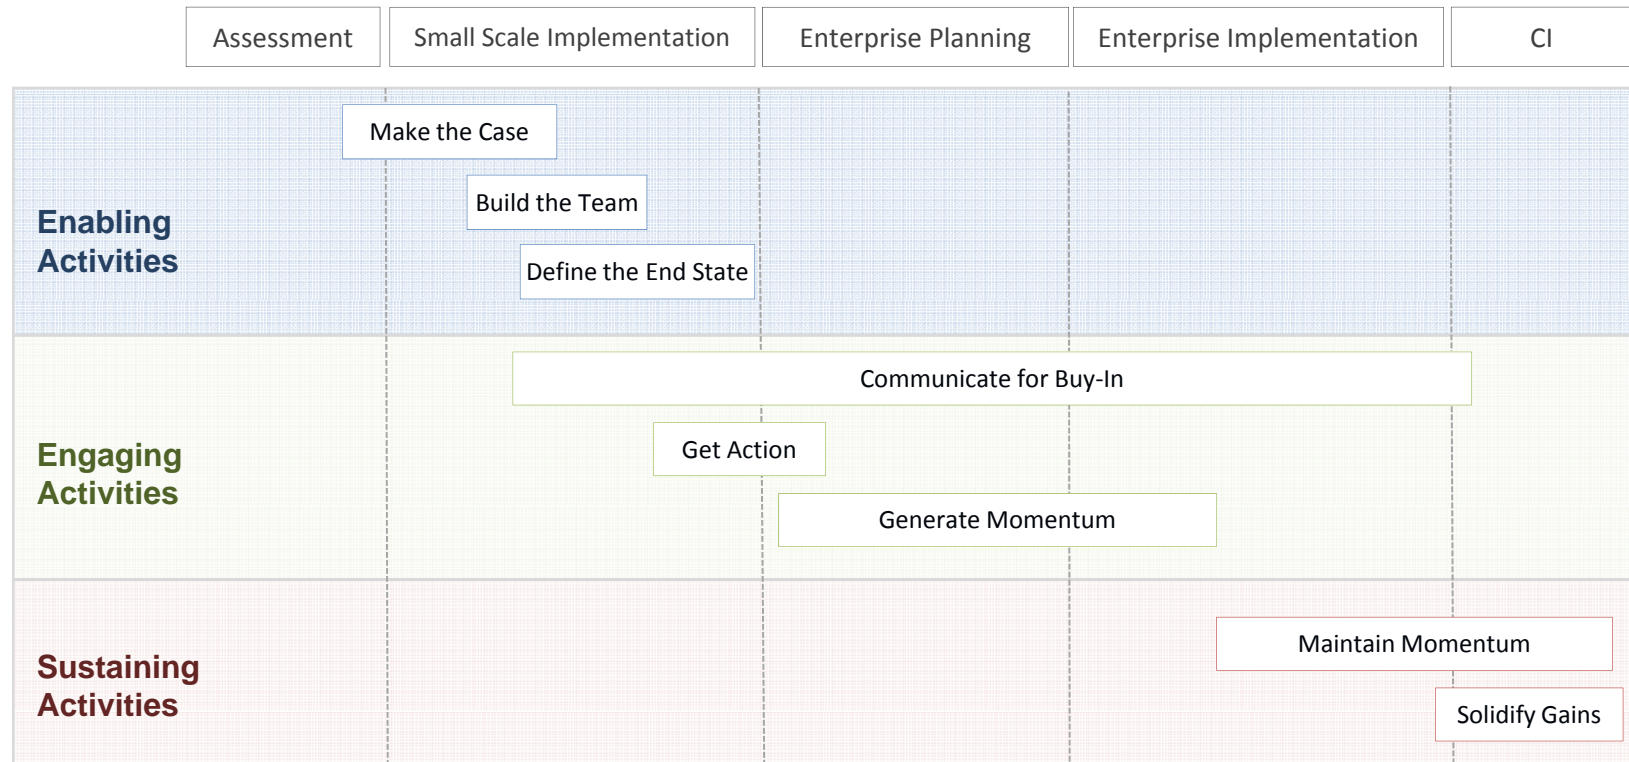 Assessment
Small Scale Implementation
Enterprise Planning
Enterprise Implementation
CI
Enabling
Activities
Make the Case
Build the Team
Define the End State
Engaging
Activities
Communicate for Buy-In
Get Action
Generate Momentum
Sustaining
Activities
Maintain Momentum
Solidify Gains